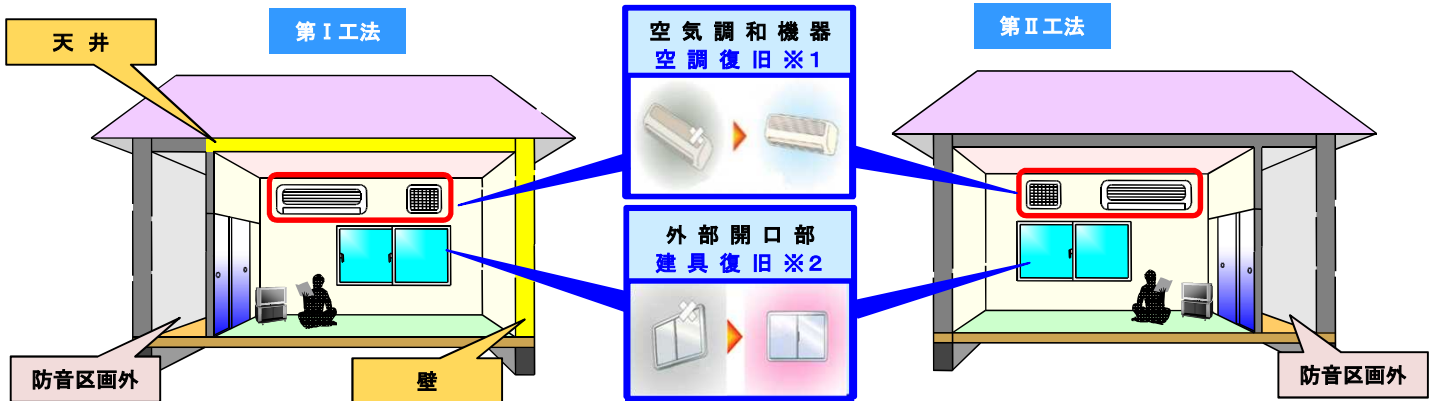 天井
第Ⅰ工法
空気調和機器
空調復旧※1
第Ⅱ工法
外部開口部
建具復旧※2
防音区画外
壁
防音区画外